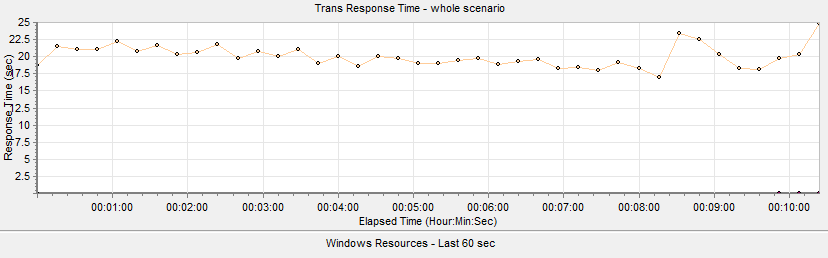 Trans Response Time - whole scenario
Response Time (sec)
25
22.5
20
17.5
15
12.5
10
7.5
5
2.5
00:01:00 00:02:00 00:03:00 00:04:00 00:05:00 00:06:00 00:07:00 00:08:00 00:09:00 00:10:00
Elapsed Time (Hour:Min:Sec)
Windows Resources - Last 60 sec